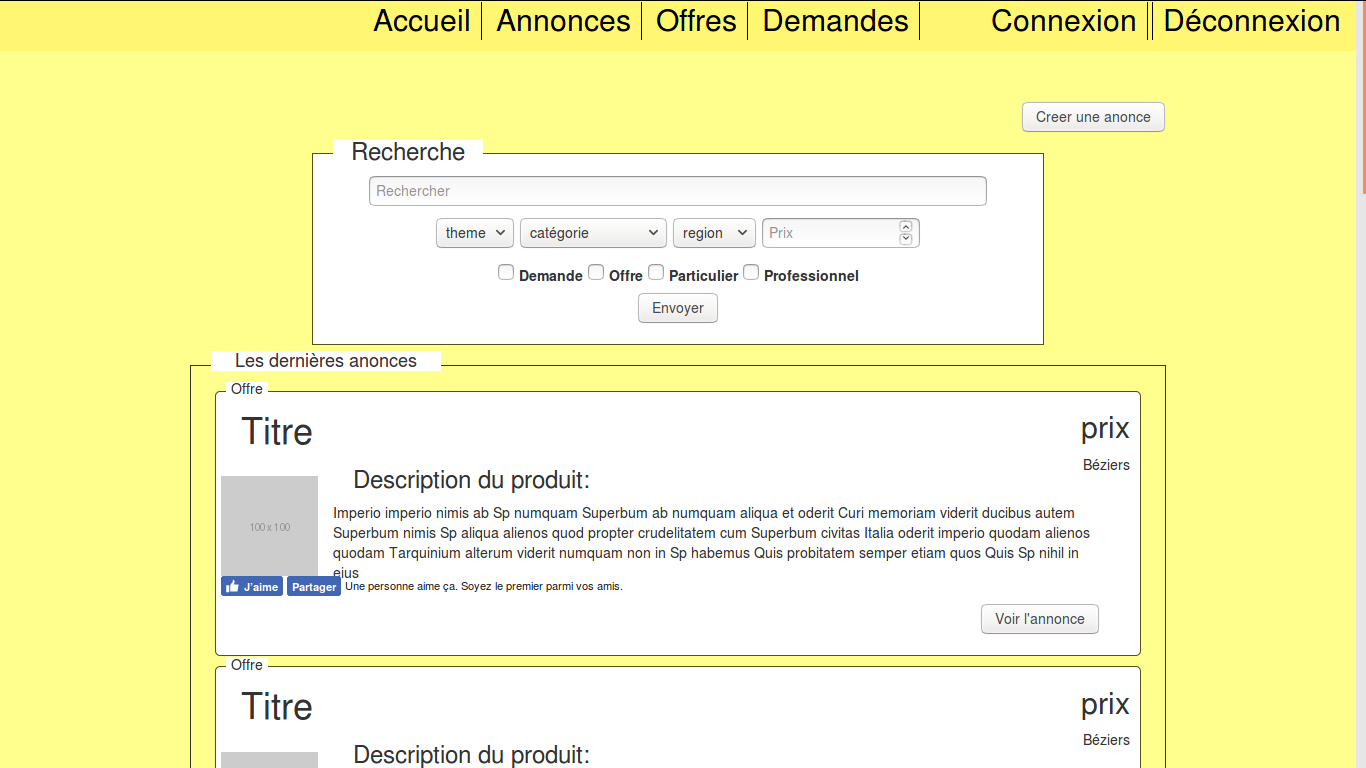 Accueil Annonces Offres Demandes Connexion Déconnexion
Creer une anonce
Recherche
Rechercher
theme catégorie region Prix
Demande Offre Particulier Professionnel
Envoyer
Les dernières anonces
Offre
Titre prix
Béziers
Description du produit:
100 x 100
Imperio imperio nimis ab Sp numquam Superbum ab numquam aliqua et oderit Curi memoriam viderit ducibus autem
Superbum nimis Sp aliqua alienos quod propter crudelitatem cum Superbum civitas Italia oderit imperio quodam alienos
quodam Tarquinium alterum viderit numquam non in Sp habemus Quis probitatem semper etiam quos Quis Sp nihil in
eius
J'aime Partager Une personne aime ça. Soyez le premier parmi vos amis.
Voir l'annonce
Offre
Titre prix
Béziers
Description du produit: